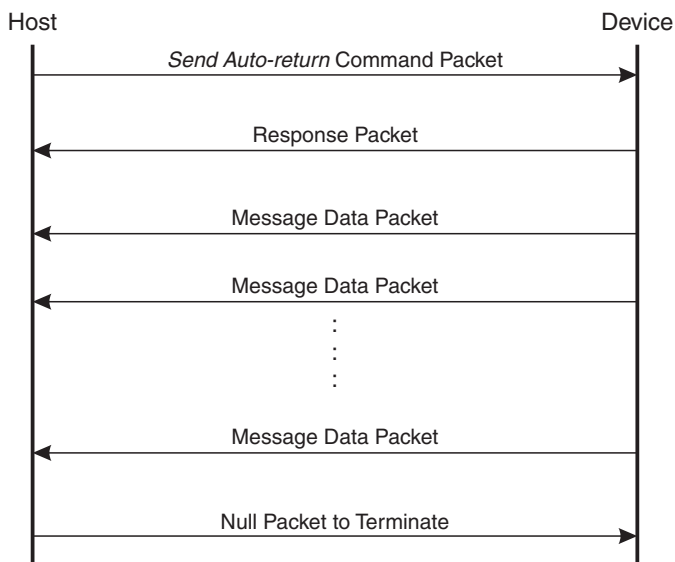 Host Device
Send Auto-return Command Packet
Response Packet
Message Data Packet
Message Data Packet
:
:
:
Message Data Packet
Null Packet to Terminate